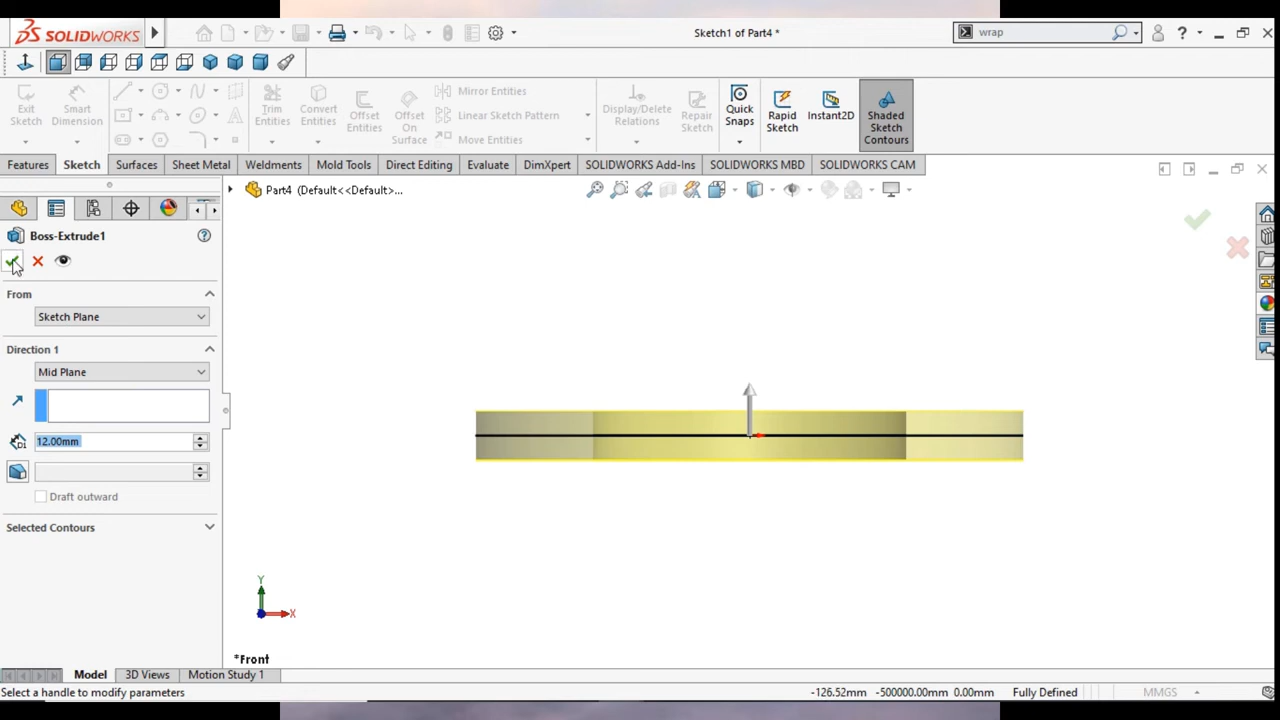 SOLIDWORKS
Sketch1 of Part4 *
wrap
Exit Sketch
Smart Dimension
Trim Entities
Convert Entities
Offset Entities
Offset On Surface
Mirror Entities
Linear Sketch Pattern
Move Entities
Display/Delete Relations
Repair Sketch
Quick Snaps
Rapid Sketch
Instant2D
Shaded Sketch Contours
Features
Sketch
Surfaces
Sheet Metal
Weldments
Mold Tools
Direct Editing
Evaluate
DimXpert
SOLIDWORKS Add-Ins
SOLIDWORKS MBD
SOLIDWORKS CAM
Part4 (Default<<Default>...
Boss-Extrude1
From
Sketch Plane
Direction 1
Mid Plane
12.00mm
Draft outward
Selected Contours
Y
X
*Front
Model
3D Views
Motion Study 1
Select a handle to modify parameters
-126.52mm -500000.00mm 0.00mm Fully Defined MMGS